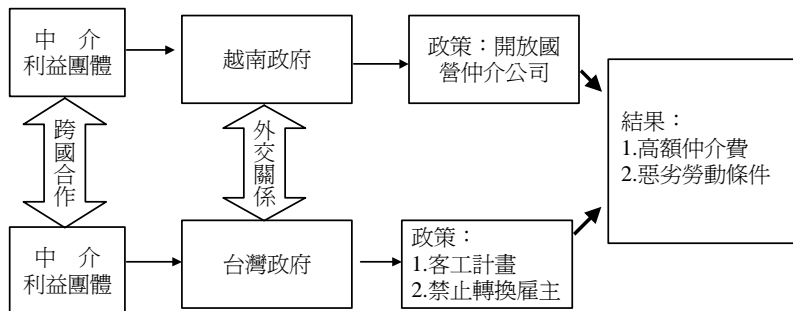 中　介
利益團體
越南政府
政策：開放國
營仲介公司
跨國合作
外交關係
結果：
1.高額仲介費
2.惡劣勞動條件
中　介
利益團體
台灣政府
政策：
1.客工計畫
2.禁止轉換雇主